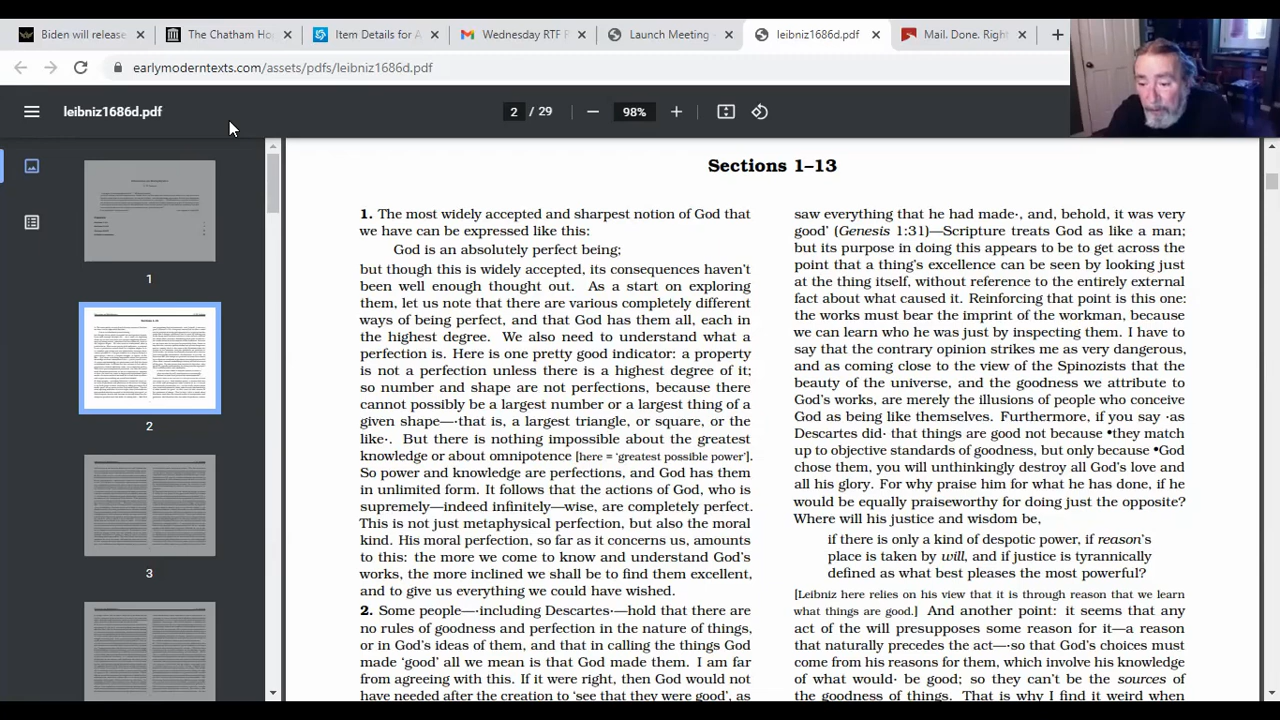 Biden will release
The Chatham Ho
Item Details for A
Wednesday RTF F
Launch Meeting -
leibniz1686d.pdf
Mail. Done. Right
earlymoderntexts.com/assets/pdfs/leibniz1686d.pdf
leibniz1686d.pdf
2 / 29
98%
1
2
3
Sections 1–13
1. The most widely accepted and sharpest notion of God that
we have can be expressed like this:
God is an absolutely perfect being;
but though this is widely accepted, its consequences haven't
been well enough thought out. As a start on exploring
them, let us note that there are various completely different
ways of being perfect, and that God has them all, each in
the highest degree. We also need to understand what a
perfection is. Here is one pretty good indicator: a property
is not a perfection unless there is a highest degree of it;
so number and shape are not perfections, because there
cannot possibly be a largest number or a largest thing of a
given shape—·that is, a largest triangle, or square, or the
like·. But there is nothing impossible about the greatest
knowledge or about omnipotence [here = 'greatest possible power'].
So power and knowledge are perfections, and God has them
in unlimited form. It follows that the actions of God, who is
supremely—indeed infinitely—wise, are completely perfect.
This is not just metaphysical perfection, but also the moral
kind. His moral perfection, so far as it concerns us, amounts
to this: the more we come to know and understand God's
works, the more inclined we shall be to find them excellent,
and to give us everything we could have wished.
2. Some people—·including Descartes·—hold that there are
no rules of goodness and perfection in the nature of things,
or in God's ideas of them, and that in calling the things God
made 'good' all we mean is that God made them. I am far
from agreeing with this. If it were right, then God would not
have needed after the creation to 'see that they were good', as
saw everything that he had made·, and, behold, it was very
good' (Genesis 1:31)—Scripture treats God as like a man;
but its purpose in doing this appears to be to get across the
point that a thing's excellence can be seen by looking just
at the thing itself, without reference to the entirely external
fact about what caused it. Reinforcing that point is this one:
the works must bear the imprint of the workman, because
we can learn who he was just by inspecting them. I have to
say that the contrary opinion strikes me as very dangerous,
and as coming close to the view of the Spinozists that the
beauty of the universe, and the goodness we attribute to
God's works, are merely the illusions of people who conceive
God as being like themselves. Furthermore, if you say ·as
Descartes did· that things are good not because •they match
up to objective standards of goodness, but only because •God
chose them, you will unthinkingly destroy all God's love and
all his glory. For why praise him for what he has done, if he
would be equally praiseworthy for doing just the opposite?
Where will his justice and wisdom be,
if there is only a kind of despotic power, if reason's
place is taken by will, and if justice is tyrannically
defined as what best pleases the most powerful?
[Leibniz here relies on his view that it is through reason that we learn
what things are good.] And another point: it seems that any
act of the will presupposes some reason for it—a reason
that naturally precedes the act—·so that God's choices must
come from his reasons for them, which involve his knowledge
of what would· be good; so they can't be the sources of
the goodness of things. That is why I find it weird when